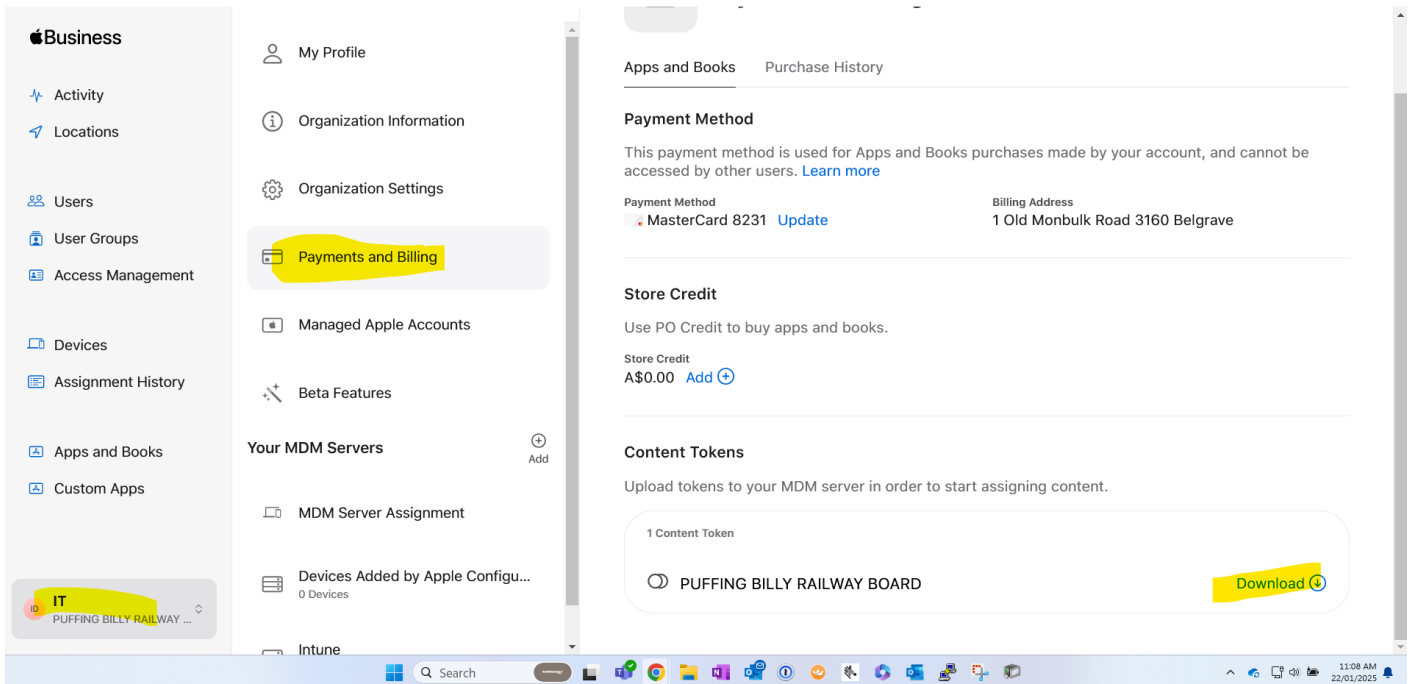 Business
Activity
Locations
Users
User Groups
Access Management
Devices
Assignment History
Apps and Books
Custom Apps
ID
IT
PUFFING BILLY RAILWAY ...
My Profile
Organization Information
Organization Settings
Payments and Billing
Managed Apple Accounts
Beta Features
Your MDM Servers
Add
MDM Server Assignment
Devices Added by Apple Configu...
0 Devices
Intune
Apps and Books
Purchase History
Payment Method
This payment method is used for Apps and Books purchases made by your account, and cannot be
accessed by other users. Learn more
Payment Method
MasterCard 8231 Update
Billing Address
1 Old Monbulk Road 3160 Belgrave
Store Credit
Use PO Credit to buy apps and books.
Store Credit
A$0.00 Add
Content Tokens
Upload tokens to your MDM server in order to start assigning content.
1 Content Token
PUFFING BILLY RAILWAY BOARD
Download
Search
11:08 AM
22/01/2025